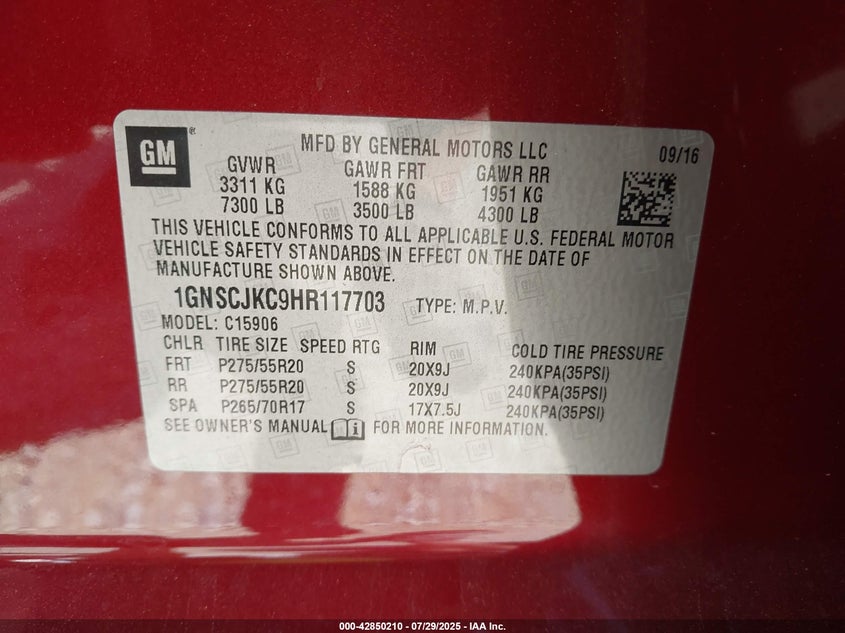 GM®
MFD BY GENERAL MOTORS LLC 09/16
GVWR GAWR FRT GAWR RR
3311 KG 1588 KG 1951 KG
7300 LB 3500 LB 4300 LB
THIS VEHICLE CONFORMS TO ALL APPLICABLE U.S. FEDERAL MOTOR
VEHICLE SAFETY STANDARDS IN EFFECT ON THE DATE OF
MANUFACTURE SHOWN ABOVE.
1GNSCJKC9HR117703 TYPE: M.P.V.
MODEL: C15906
CHLR TIRE SIZE SPEED RTG RIM COLD TIRE PRESSURE
FRT P275/55R20 S 20X9J 240KPA(35PSI)
RR P275/55R20 S 20X9J 240KPA(35PSI)
SPA P265/70R17 S 17X7.5J 240KPA(35PSI)
SEE OWNER'S MANUAL i FOR MORE INFORMATION.
000-42850210 - 07/29/2025 - IAA Inc.